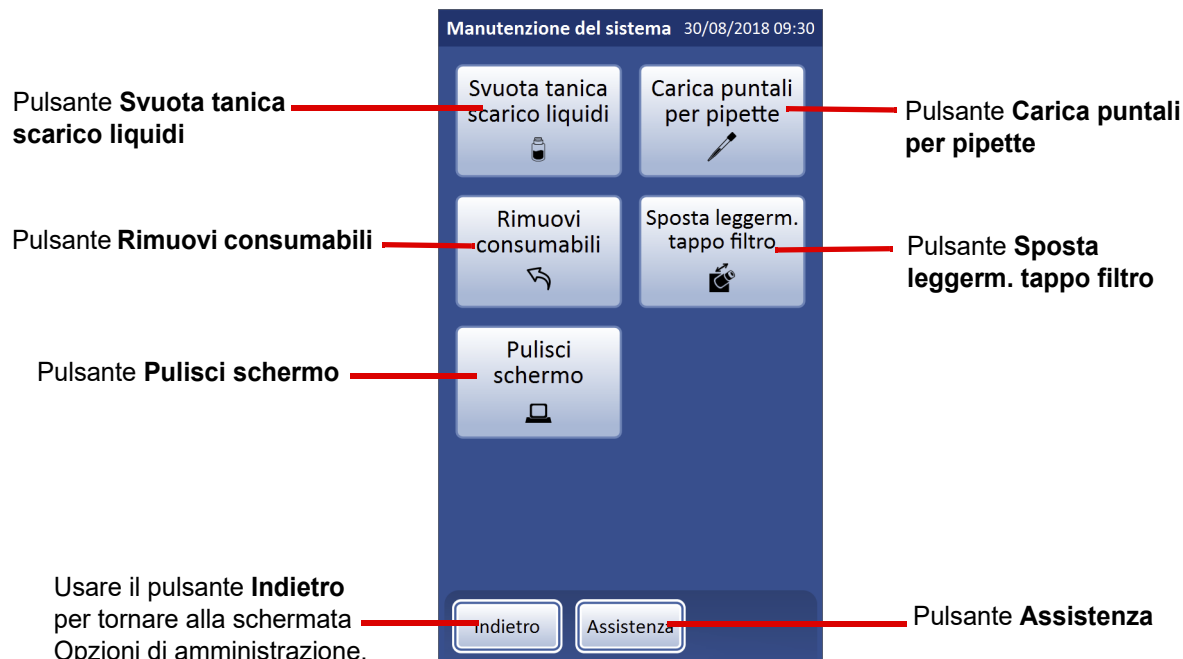 Manutenzione del sistema 30/08/2018 09:30
Svuota tanica
scarico liquidi
Carica puntali
per pipette
Pulsante Svuota tanica
scarico liquidi
Pulsante Carica puntali
per pipette
Rimuovi
consumabili
Sposta leggerm.
tappo filtro
Pulsante Rimuovi consumabili
Pulsante Sposta
leggerm. tappo filtro
Pulisci
schermo
Pulsante Pulisci schermo
Usare il pulsante Indietro
per tornare alla schermata
Opzioni di amministrazione.
Indietro
Assistenza
Pulsante Assistenza